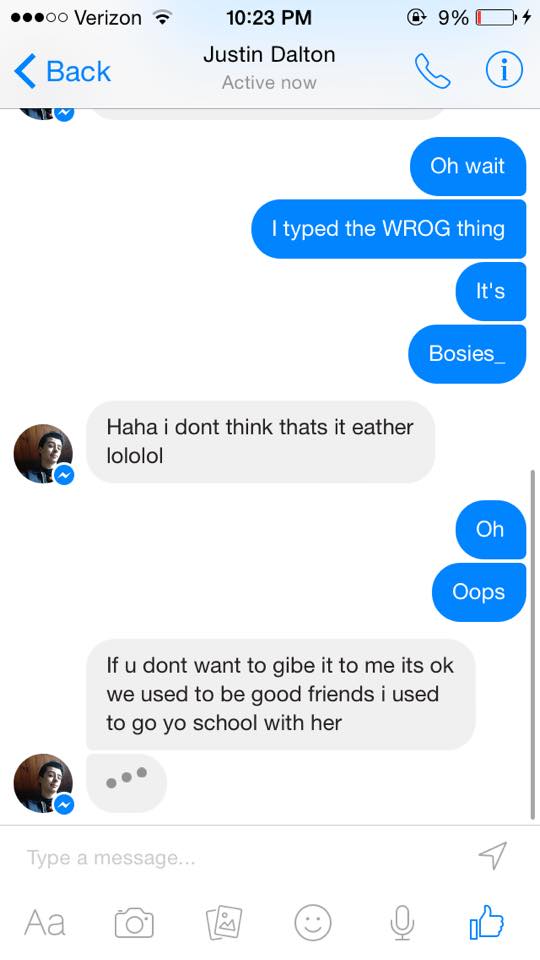 Verizon 10:23 PM 9%
Back Justin Dalton
Active now
Oh wait
I typed the WROG thing
It's
Bosies_
Haha i dont think thats it eather
lololol
Oh
Oops
If u dont want to gibe it to me its ok
we used to be good friends i used
to go yo school with her
Type a message...
Aa